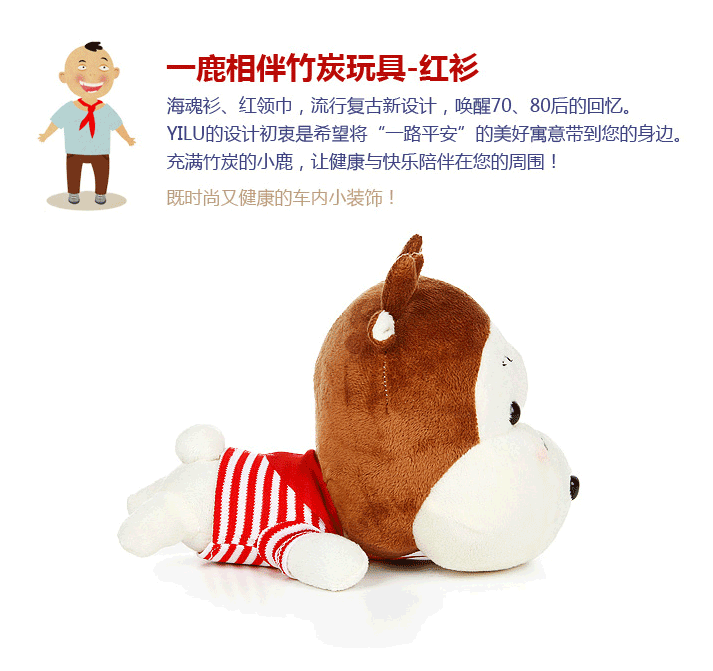 一鹿相伴竹炭玩具-红衫
海魂衫、红领巾，流行复古新设计，唤醒70、80后的回忆。
YILU的设计初衷是希望将“一路平安”的美好寓意带到您的身边。
充满竹炭的小鹿，让健康与快乐陪伴在您的周围！
既时尚又健康的车内小装饰！